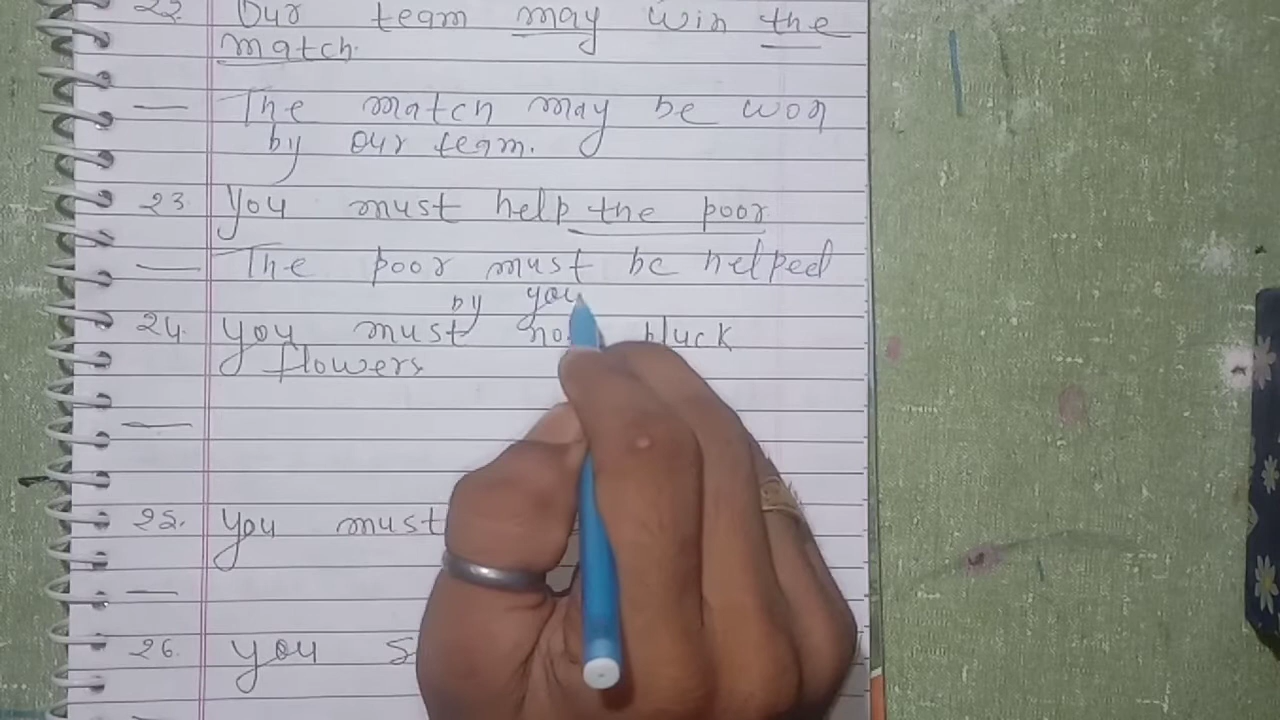 22. Our team may win the
match.
— The match may be won
by our team.
23. You must help the poor
— The poor must be helped
by you
24. You must not pluck
flowers
—
25. You must
—
26. You